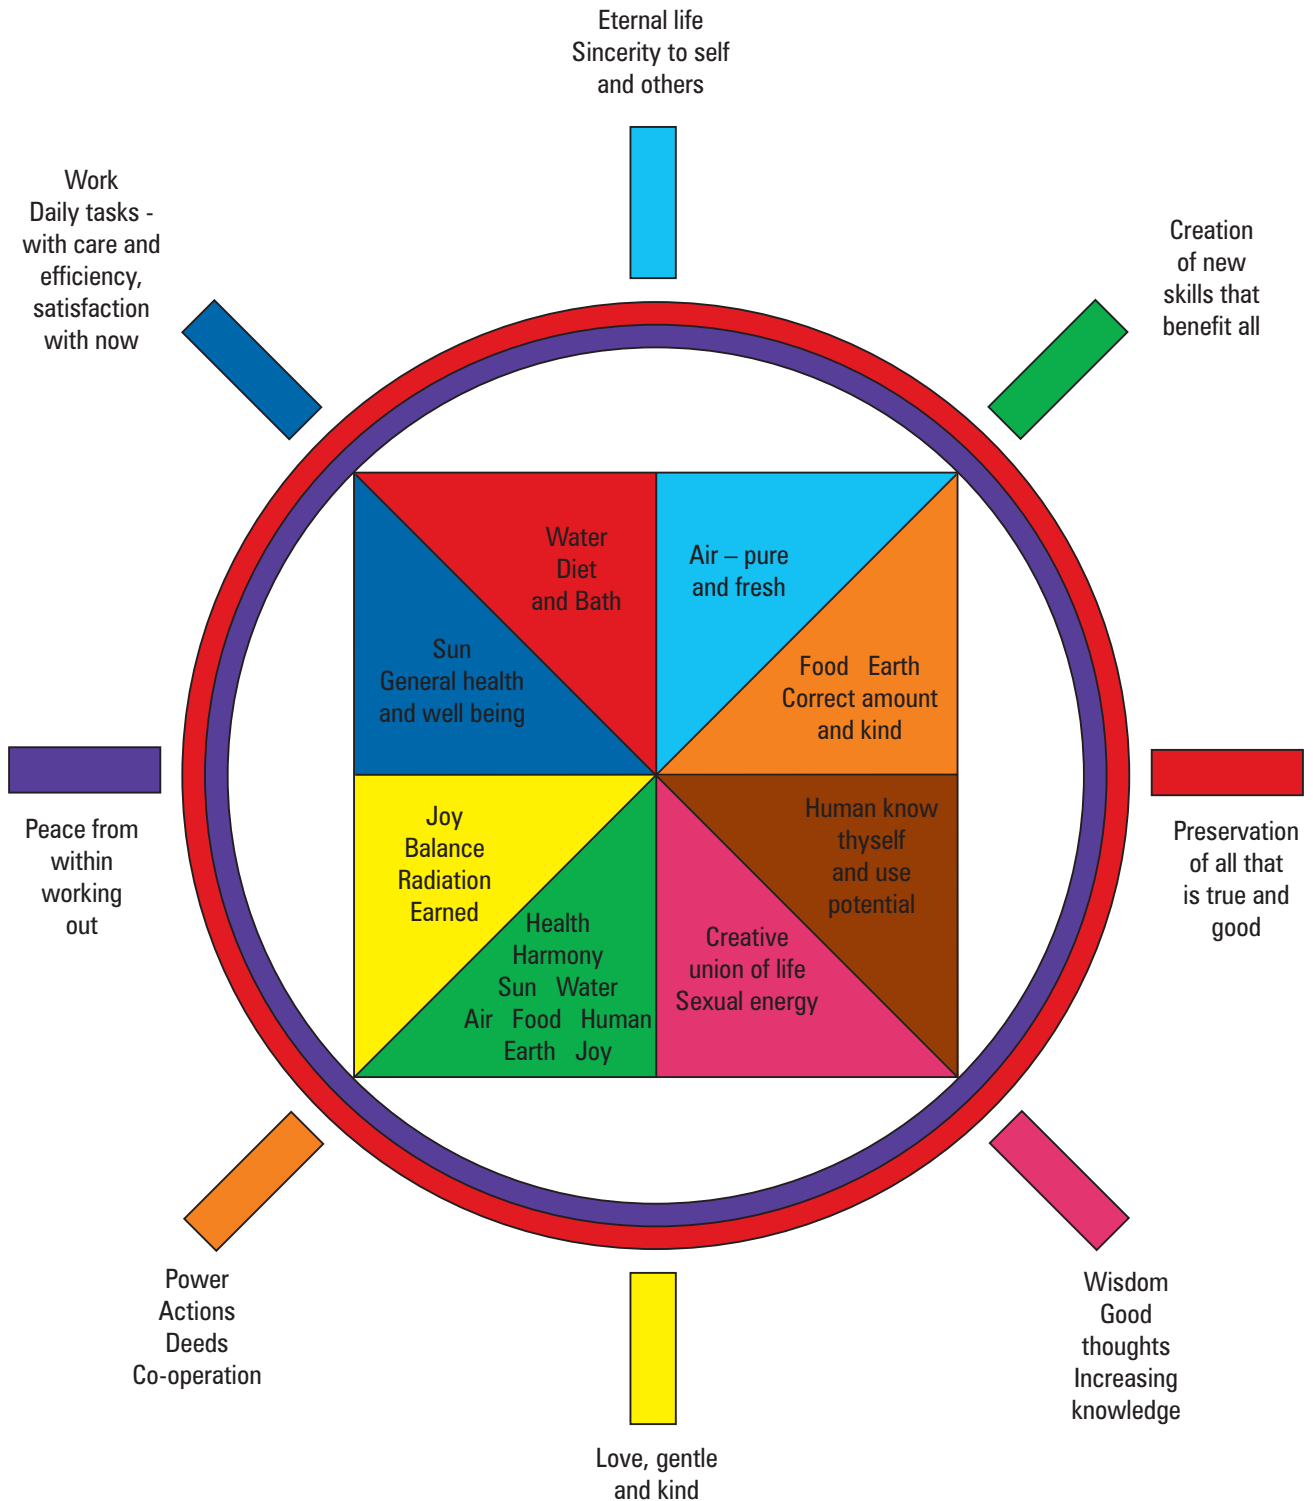 Eternal life
Sincerity to self
and others
Work
Daily tasks -
with care and
efficiency,
satisfaction
with now
Creation
of new
skills that
benefit all
Water
Diet
and Bath
Air – pure
and fresh
Sun
General health
and well being
Food Earth
Correct amount
and kind
Peace from
within
working
out
Joy
Balance
Radiation
Earned
Human know
thyself
and use
potential
Preservation
of all that
is true and
good
Health
Harmony
Sun Water
Air Food Human
Earth Joy
Creative
union of life
Sexual energy
Power
Actions
Deeds
Co-operation
Wisdom
Good
thoughts
Increasing
knowledge
Love, gentle
and kind